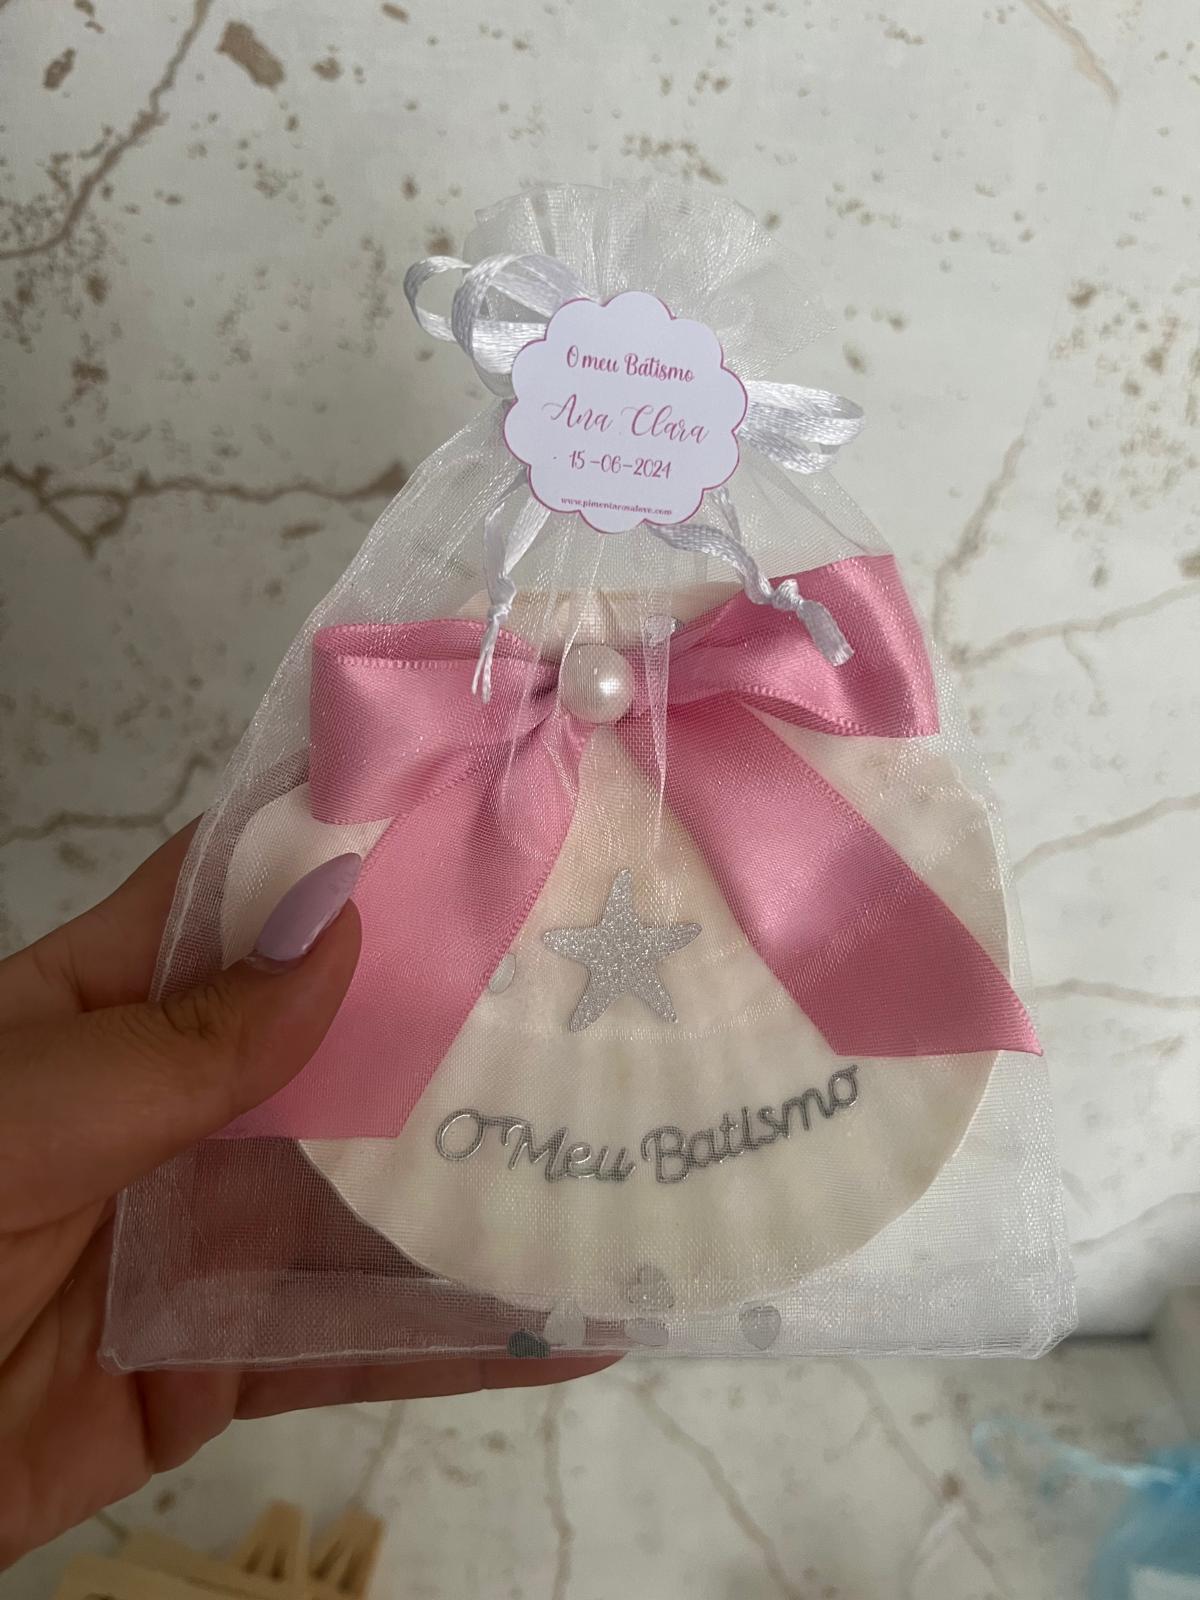 O meu Batismo
Ana Clara
15-06-2024
www.pimentarosalove.com
O Meu Batismo